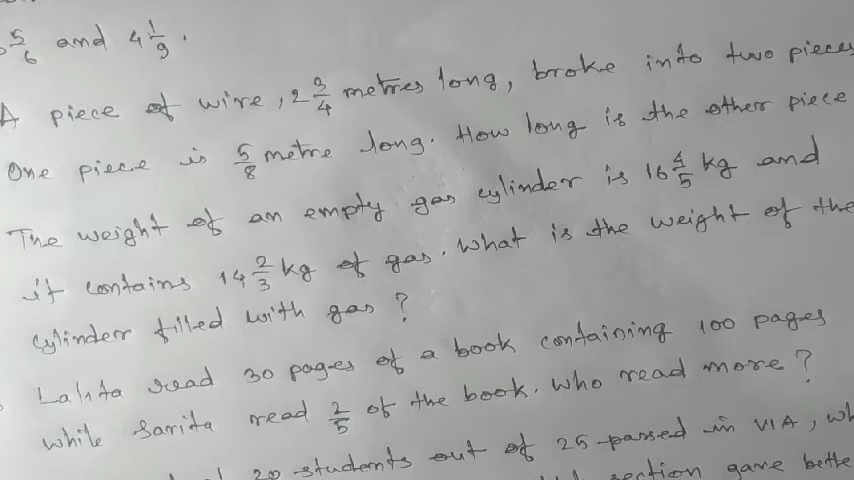 5/6 and 4 1/9.
A piece of wire, 2 3/4 metres long, broke into two pieces
One piece is 5/8 metre long. How long is the other piece
The weight of an empty gas cylinder is 16 4/5 kg and
it contains 14 2/3 kg of gas. What is the weight of the
cylinder filled with gas?
Lalita read 30 pages of a book containing 100 pages
while Sarita read 2/5 of the book. Who read more?
20 students out of 25 passed in VIA,
section gave